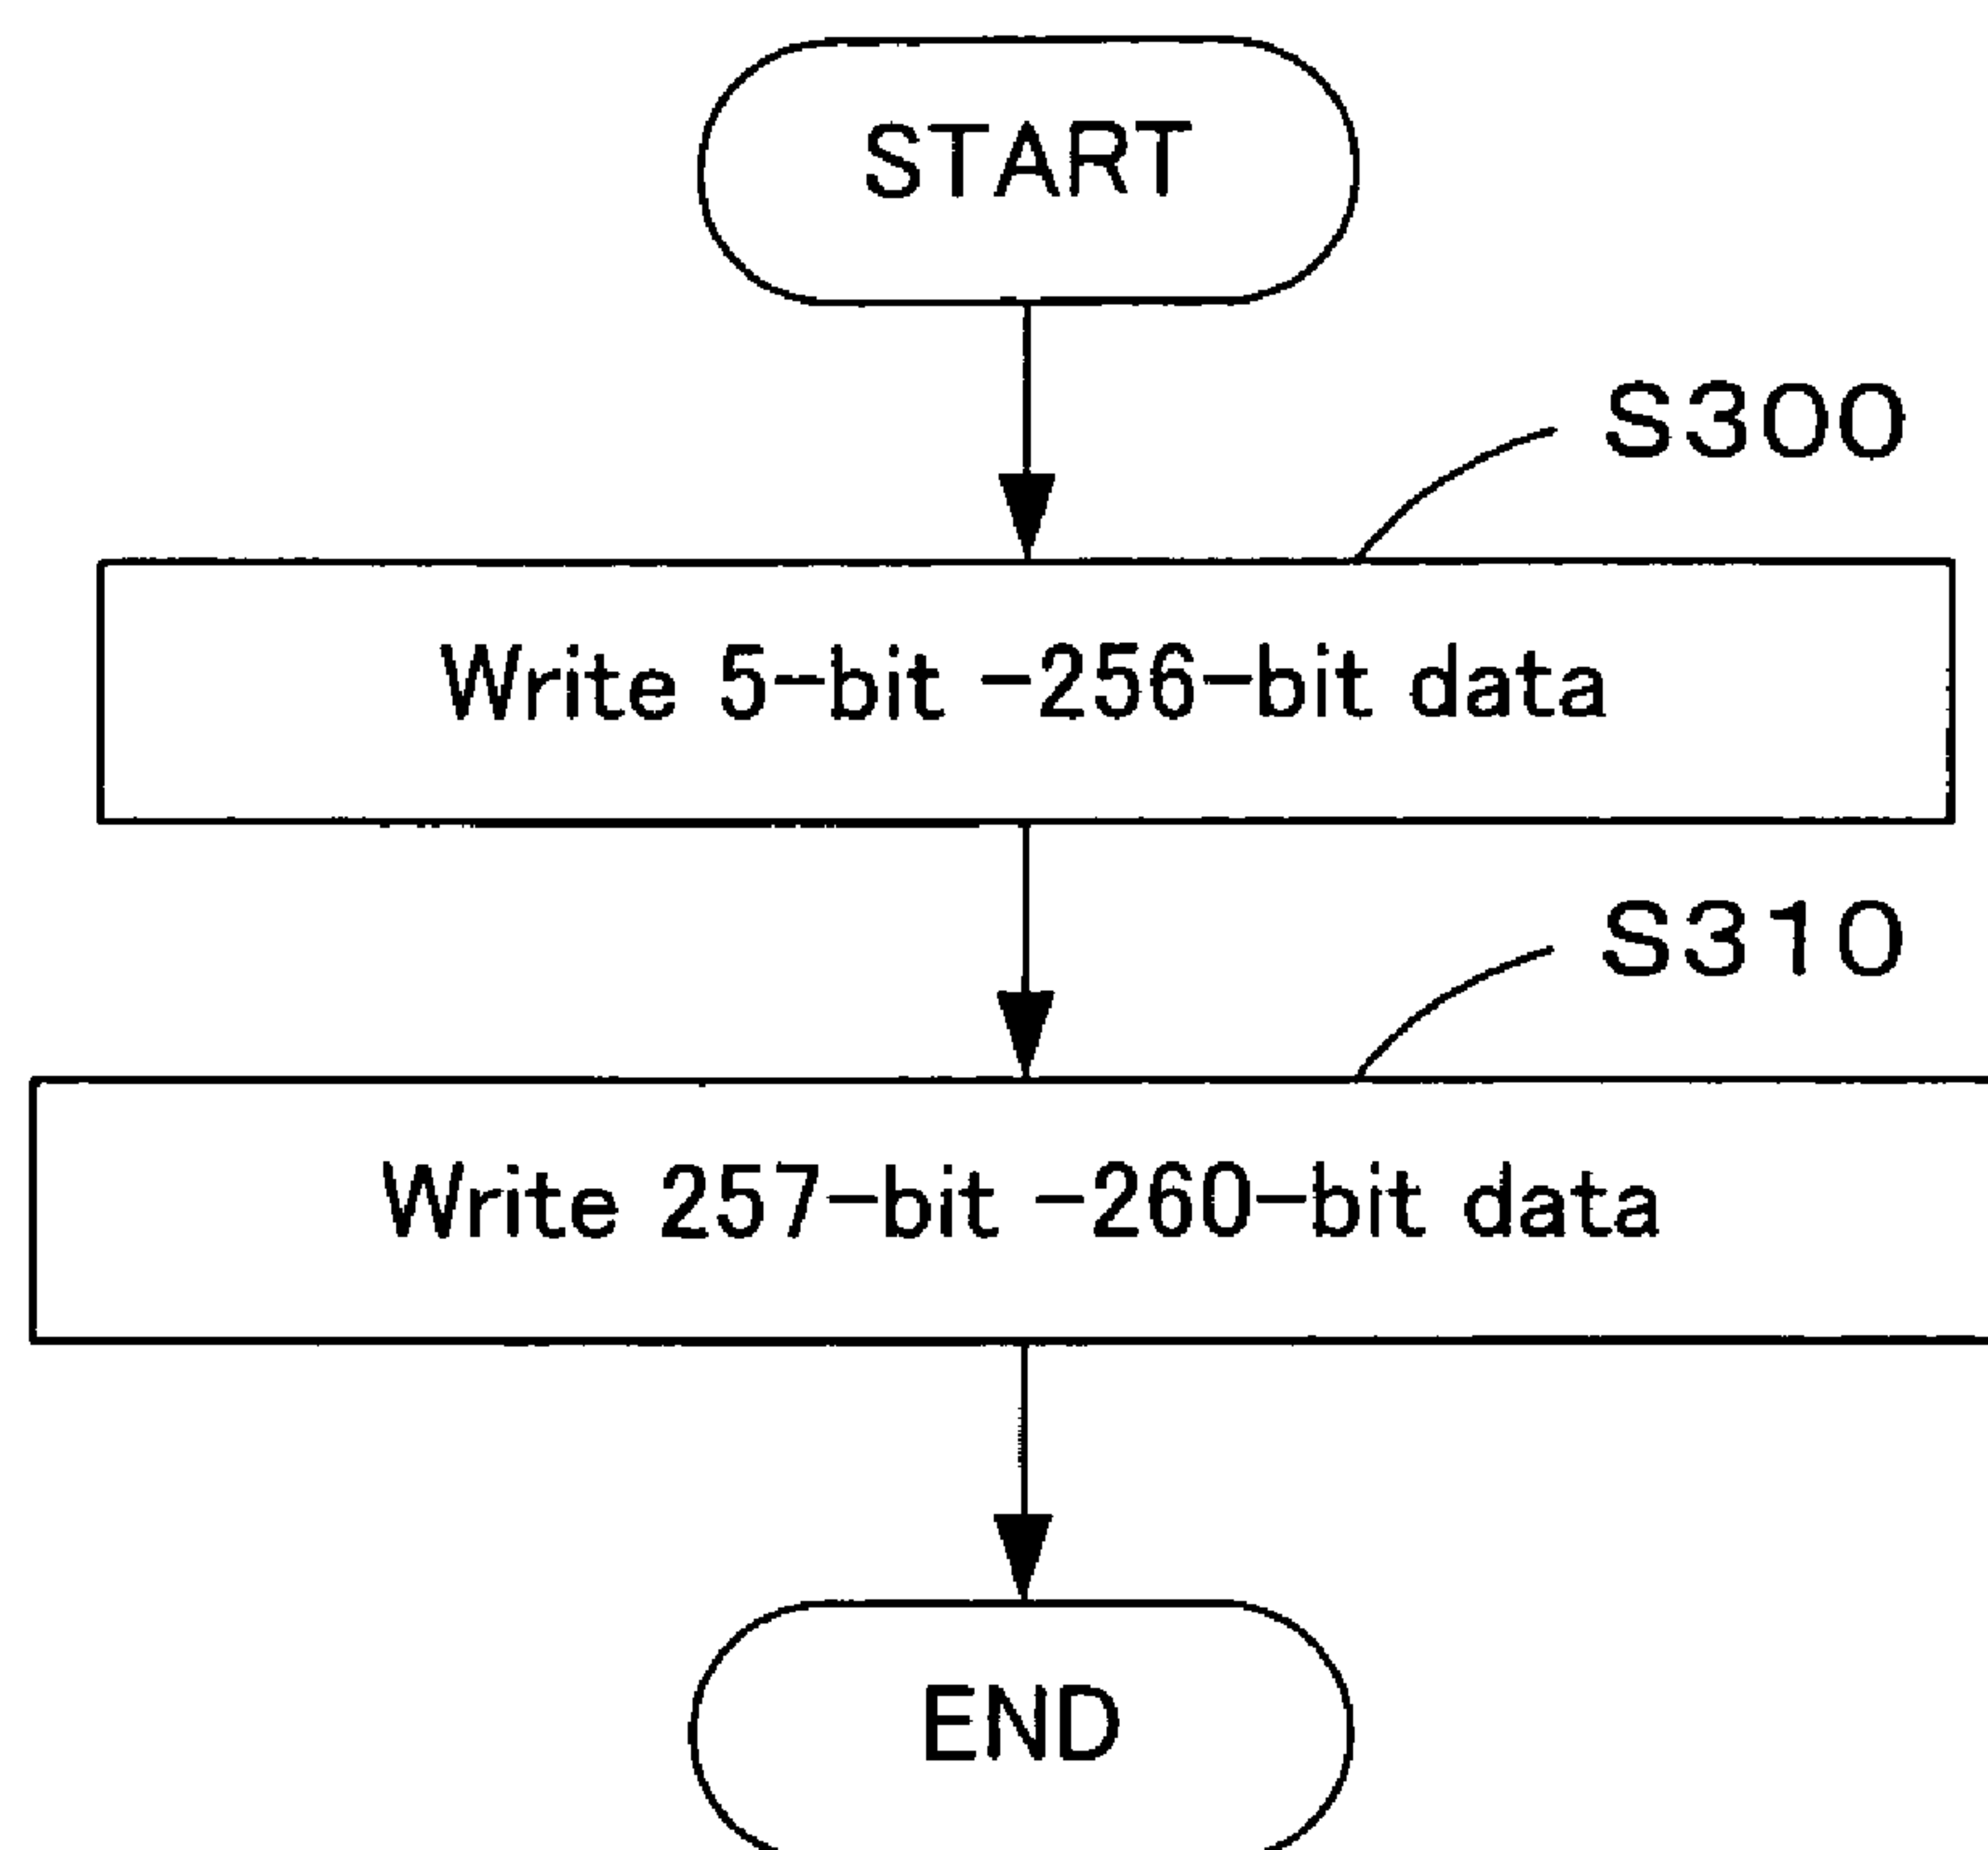 START
S300
Write 5-bit -256-bit data
S310
Write 257-bit -260-bit data
END